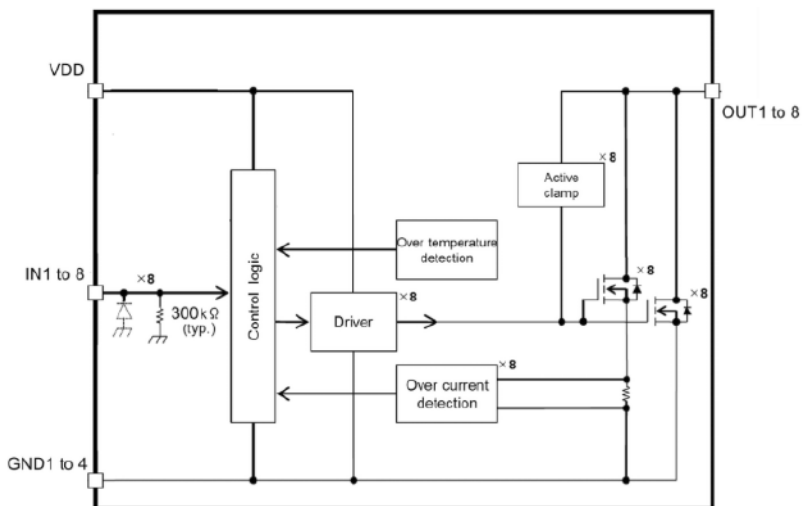 VDD
OUT1 to 8
×8
Active
clamp
Over temperature
detection
×8
IN1 to 8
×8
300kΩ
(typ.)
Control logic
×8
Driver
×8
×8
Over current
detection
GND1 to 4